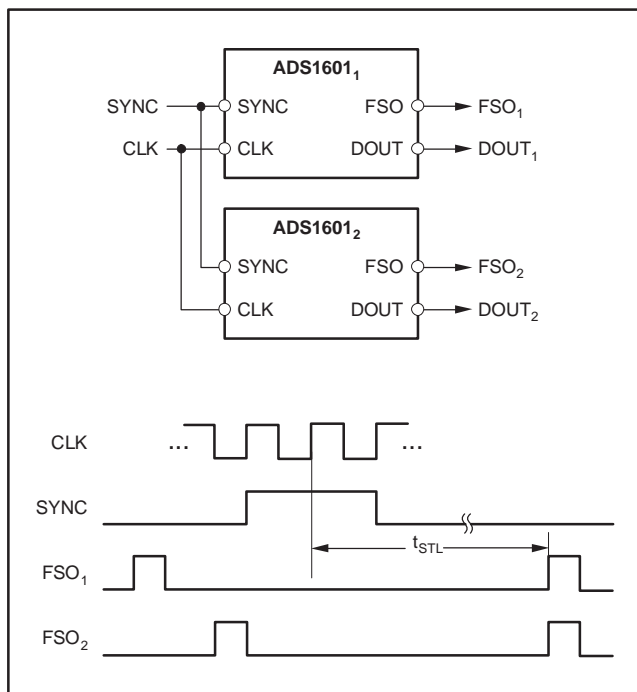 ADS1601₁
SYNC SYNC FSO FSO₁
CLK CLK DOUT DOUT₁
ADS1601₂
SYNC FSO FSO₂
CLK DOUT DOUT₂
CLK ... ...
SYNC
t_STL
FSO₁
FSO₂